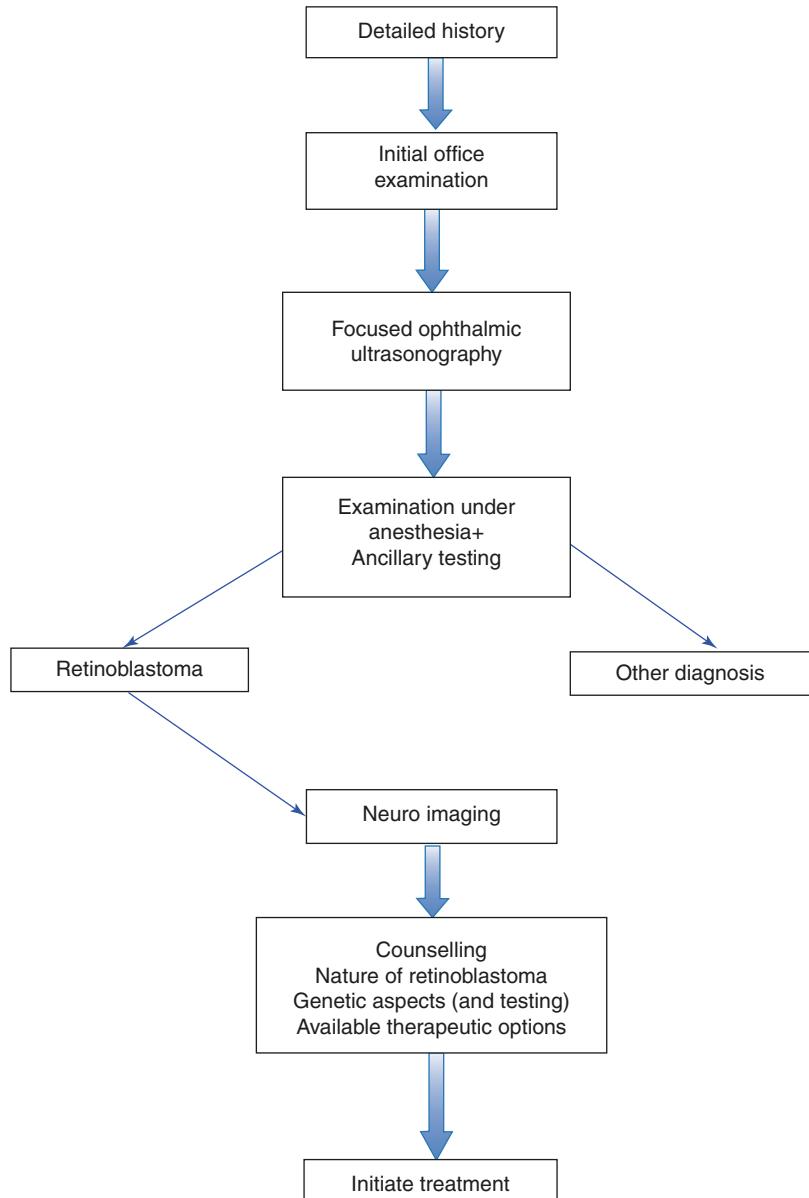 Detailed history
Initial office
examination
Focused ophthalmic
ultrasonography
Examination under
anesthesia+
Ancillary testing
Retinoblastoma
Other diagnosis
Neuro imaging
Counselling
Nature of retinoblastoma
Genetic aspects (and testing)
Available therapeutic options
Initiate treatment